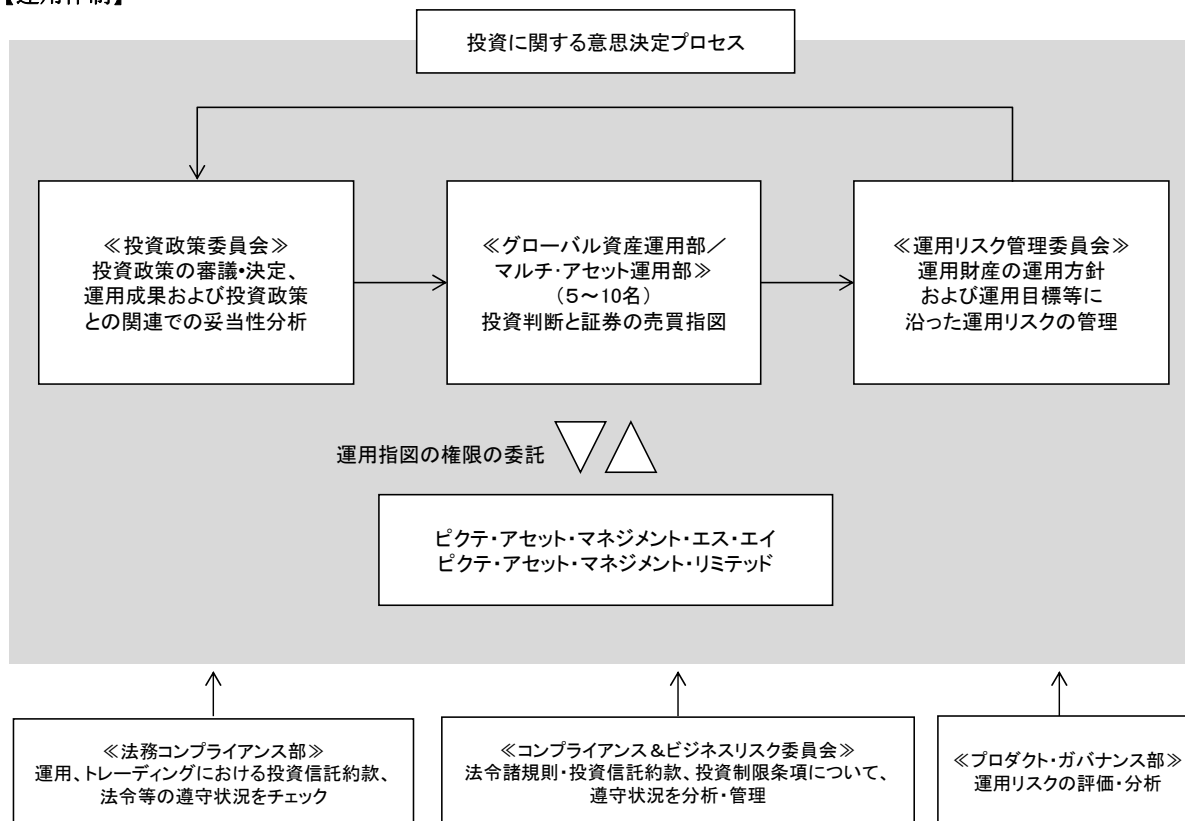 【運用体制】
投資に関する意思決定プロセス
≪投資政策委員会≫
投資政策の審議・決定、
運用成果および投資政策
との関連での妥当性分析
≪グローバル資産運用部／
マルチ・アセット運用部≫
（５～10名）
投資判断と証券の売買指図
≪運用リスク管理委員会≫
運用財産の運用方針
および運用目標等に
沿った運用リスクの管理
運用指図の権限の委託
ピクテ・アセット・マネジメント・エス・エイ
ピクテ・アセット・マネジメント・リミテッド
≪法務コンプライアンス部≫
運用、トレーディングにおける投資信託約款、
法令等の遵守状況をチェック
≪コンプライアンス＆ビジネスリスク委員会≫
法令諸規則・投資信託約款、投資制限条項について、
遵守状況を分析・管理
≪プロダクト・ガバナンス部≫
運用リスクの評価・分析